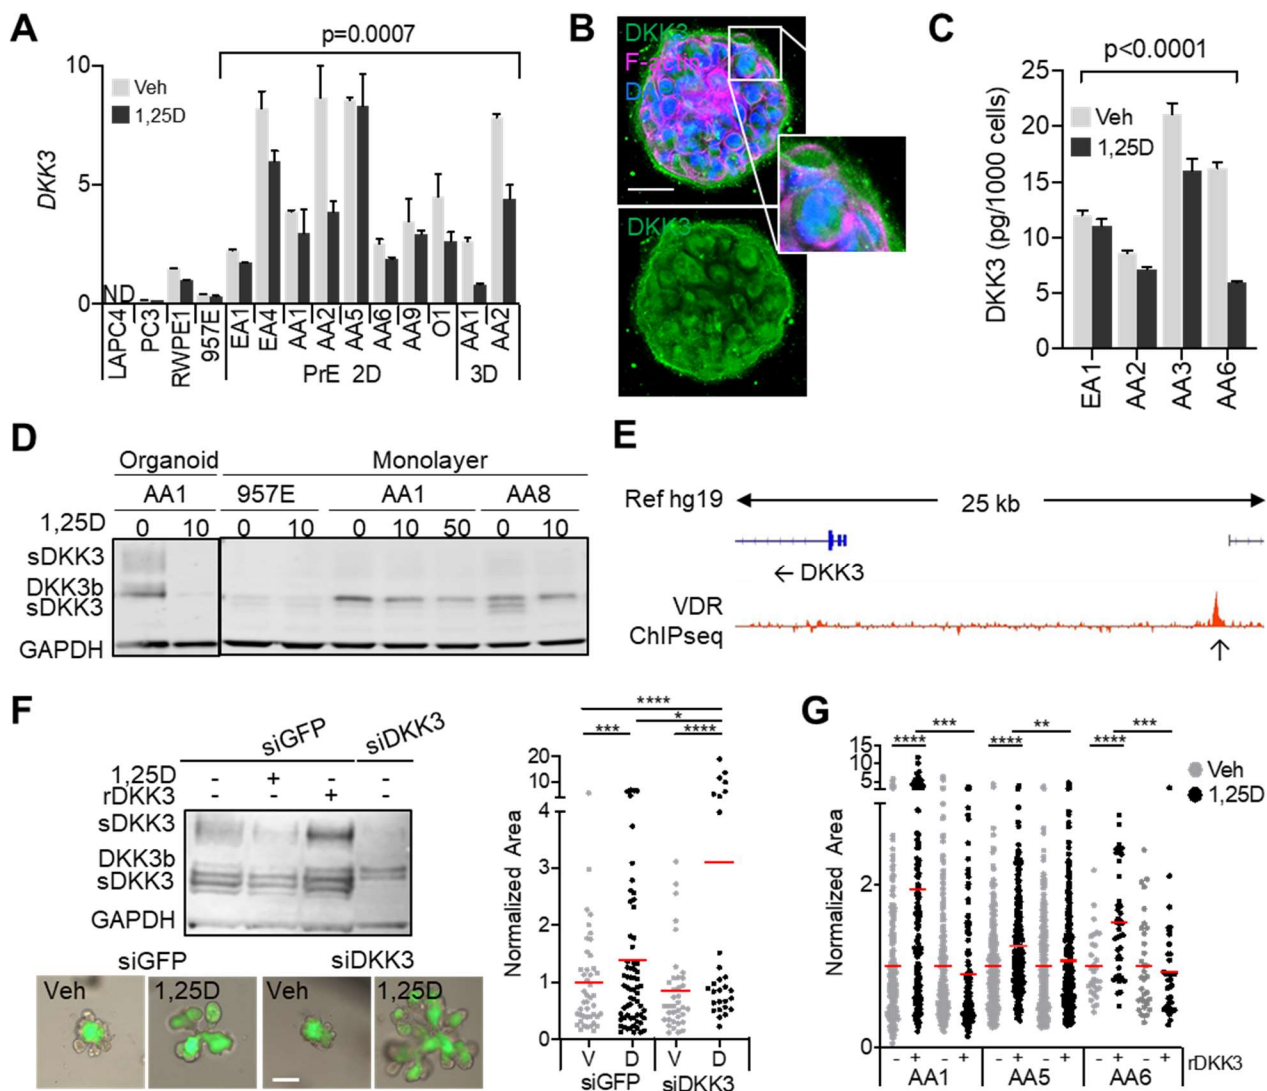 A
p=0.0007
10
5
0
DKK3
Veh
1,25D
ND
LAPC4
PC3
RWPE1
957E
EA1
EA4
AA1
AA2
AA5
AA6
AA9
O1
AA1
AA2
PrE 2D
3D
B
DKK3
F-actin
DKK3
C
p<0.0001
25
20
15
10
5
0
DKK3 (pg/1000 cells)
Veh
1,25D
EA1
AA2
AA3
AA6
D
Organoid Monolayer
AA1 957E AA1 AA8
1,25D 0 10 0 10 0 10 50 0 10
sDKK3
DKK3b
sDKK3
GAPDH
E
Ref hg19 25 kb
← DKK3
VDR
ChIPseq
↑
F
siGFP siDKK3
1,25D - + - -
rDKK3 - - + -
sDKK3
DKK3b
sDKK3
GAPDH
siGFP siDKK3
Veh 1,25D Veh 1,25D
****
*
*** ****
20
10
4
3
2
1
0
Normalized Area
V D V D
siGFP siDKK3
G
*** ** ***
**** **** ****
15
10
5
2
0
Normalized Area
Veh
1,25D
- + - + - + - + - + - + rDKK3
AA1 AA5 AA6